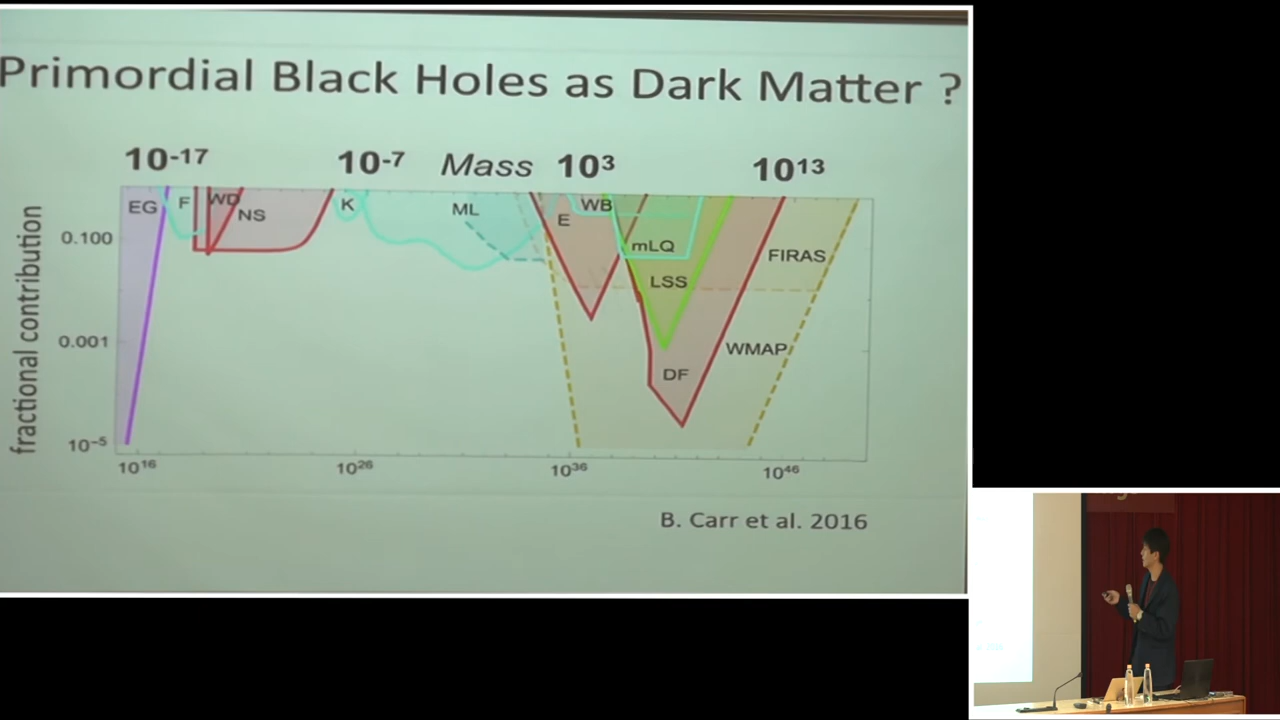 Primordial Black Holes as Dark Matter ?
10-17 10-7 Mass 10³ 10¹³
EG F WD NS K ML E WB mLQ LSS DF WMAP FIRAS
fractional contribution
0.100
0.001
10⁻⁵
10¹⁶ 10²⁶ 10³⁶ 10⁴⁶
B. Carr et al. 2016